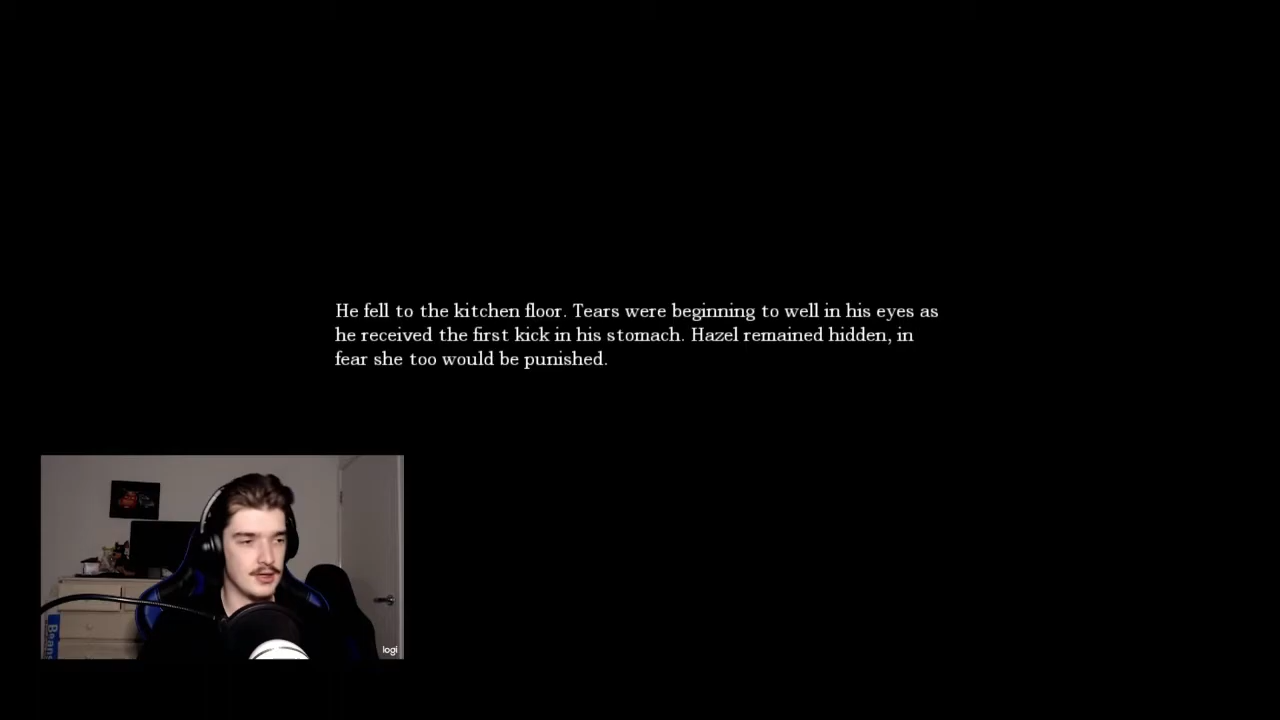 He fell to the kitchen floor. Tears were beginning to well in his eyes as
he received the first kick in his stomach. Hazel remained hidden, in
fear she too would be punished.
Beano
logi